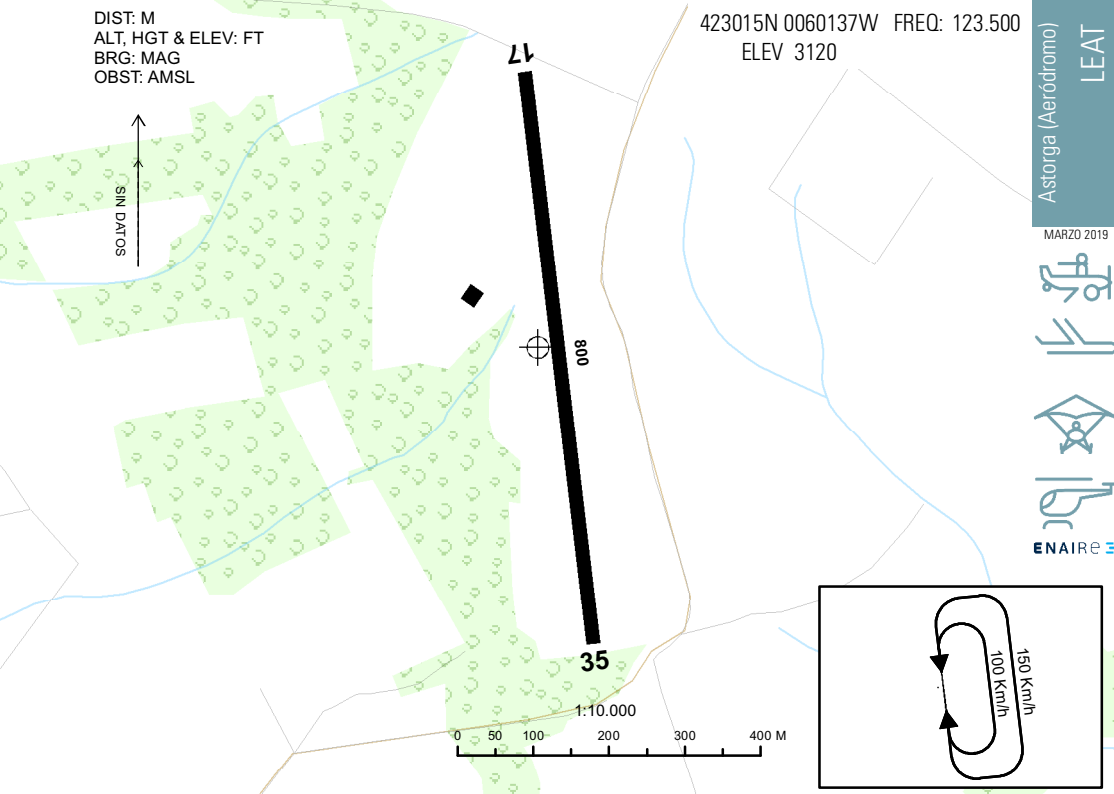 DIST: M
ALT, HGT & ELEV: FT
BRG: MAG
OBST: AMSL
423015N 0060137W FREQ: 123.500
ELEV 3120
Astorga (Aeródromo)
LEAT
MARZO 2019
SIN DATOS
17
800
35
ENAIRe
1:10.000
0 50 100 200 300 400 M
150 Km/h
100 Km/h